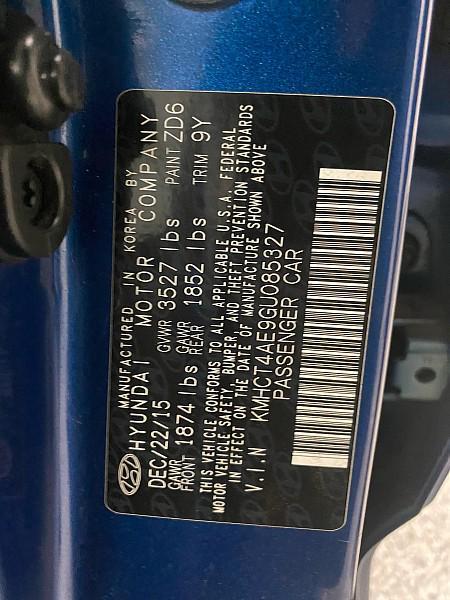 MANUFACTURED IN KOREA BY
HYUNDAI MOTOR COMPANY
DEC/22/15 GVWR 3527 lbs PAINT ZD6
GAWR FRONT 1874 lbs GAWR REAR 1852 lbs TRIM 9Y
THIS VEHICLE CONFORMS TO ALL APPLICABLE U.S.A. FEDERAL
MOTOR VEHICLE SAFETY, BUMPER, AND THEFT PREVENTION STANDARDS
IN EFFECT ON THE DATE OF MANUFACTURE SHOWN ABOVE
V.I.N KMHCT4AE9GU085327
PASSENGER CAR